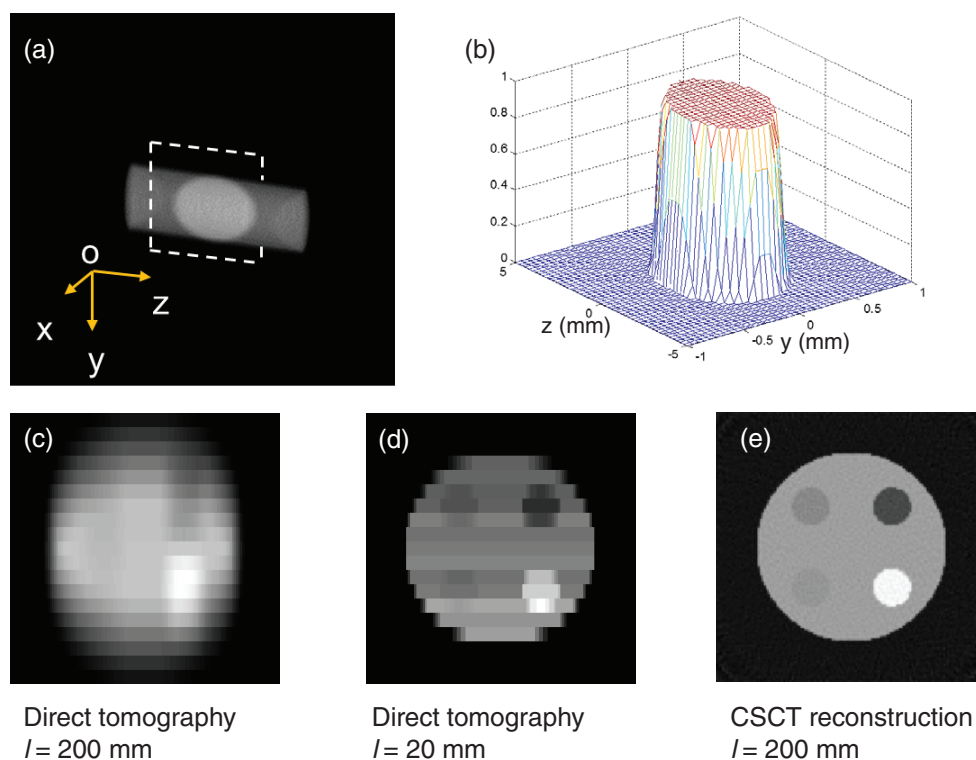 (a)
o
x
y
z
(b)
1
0.8
0.6
0.4
0.2
0
5
0
-5
z (mm)
-1
-0.5
0
0.5
1
y (mm)
(c)
(d)
(e)
Direct tomography
l = 200 mm
Direct tomography
l = 20 mm
CSCT reconstruction
l = 200 mm